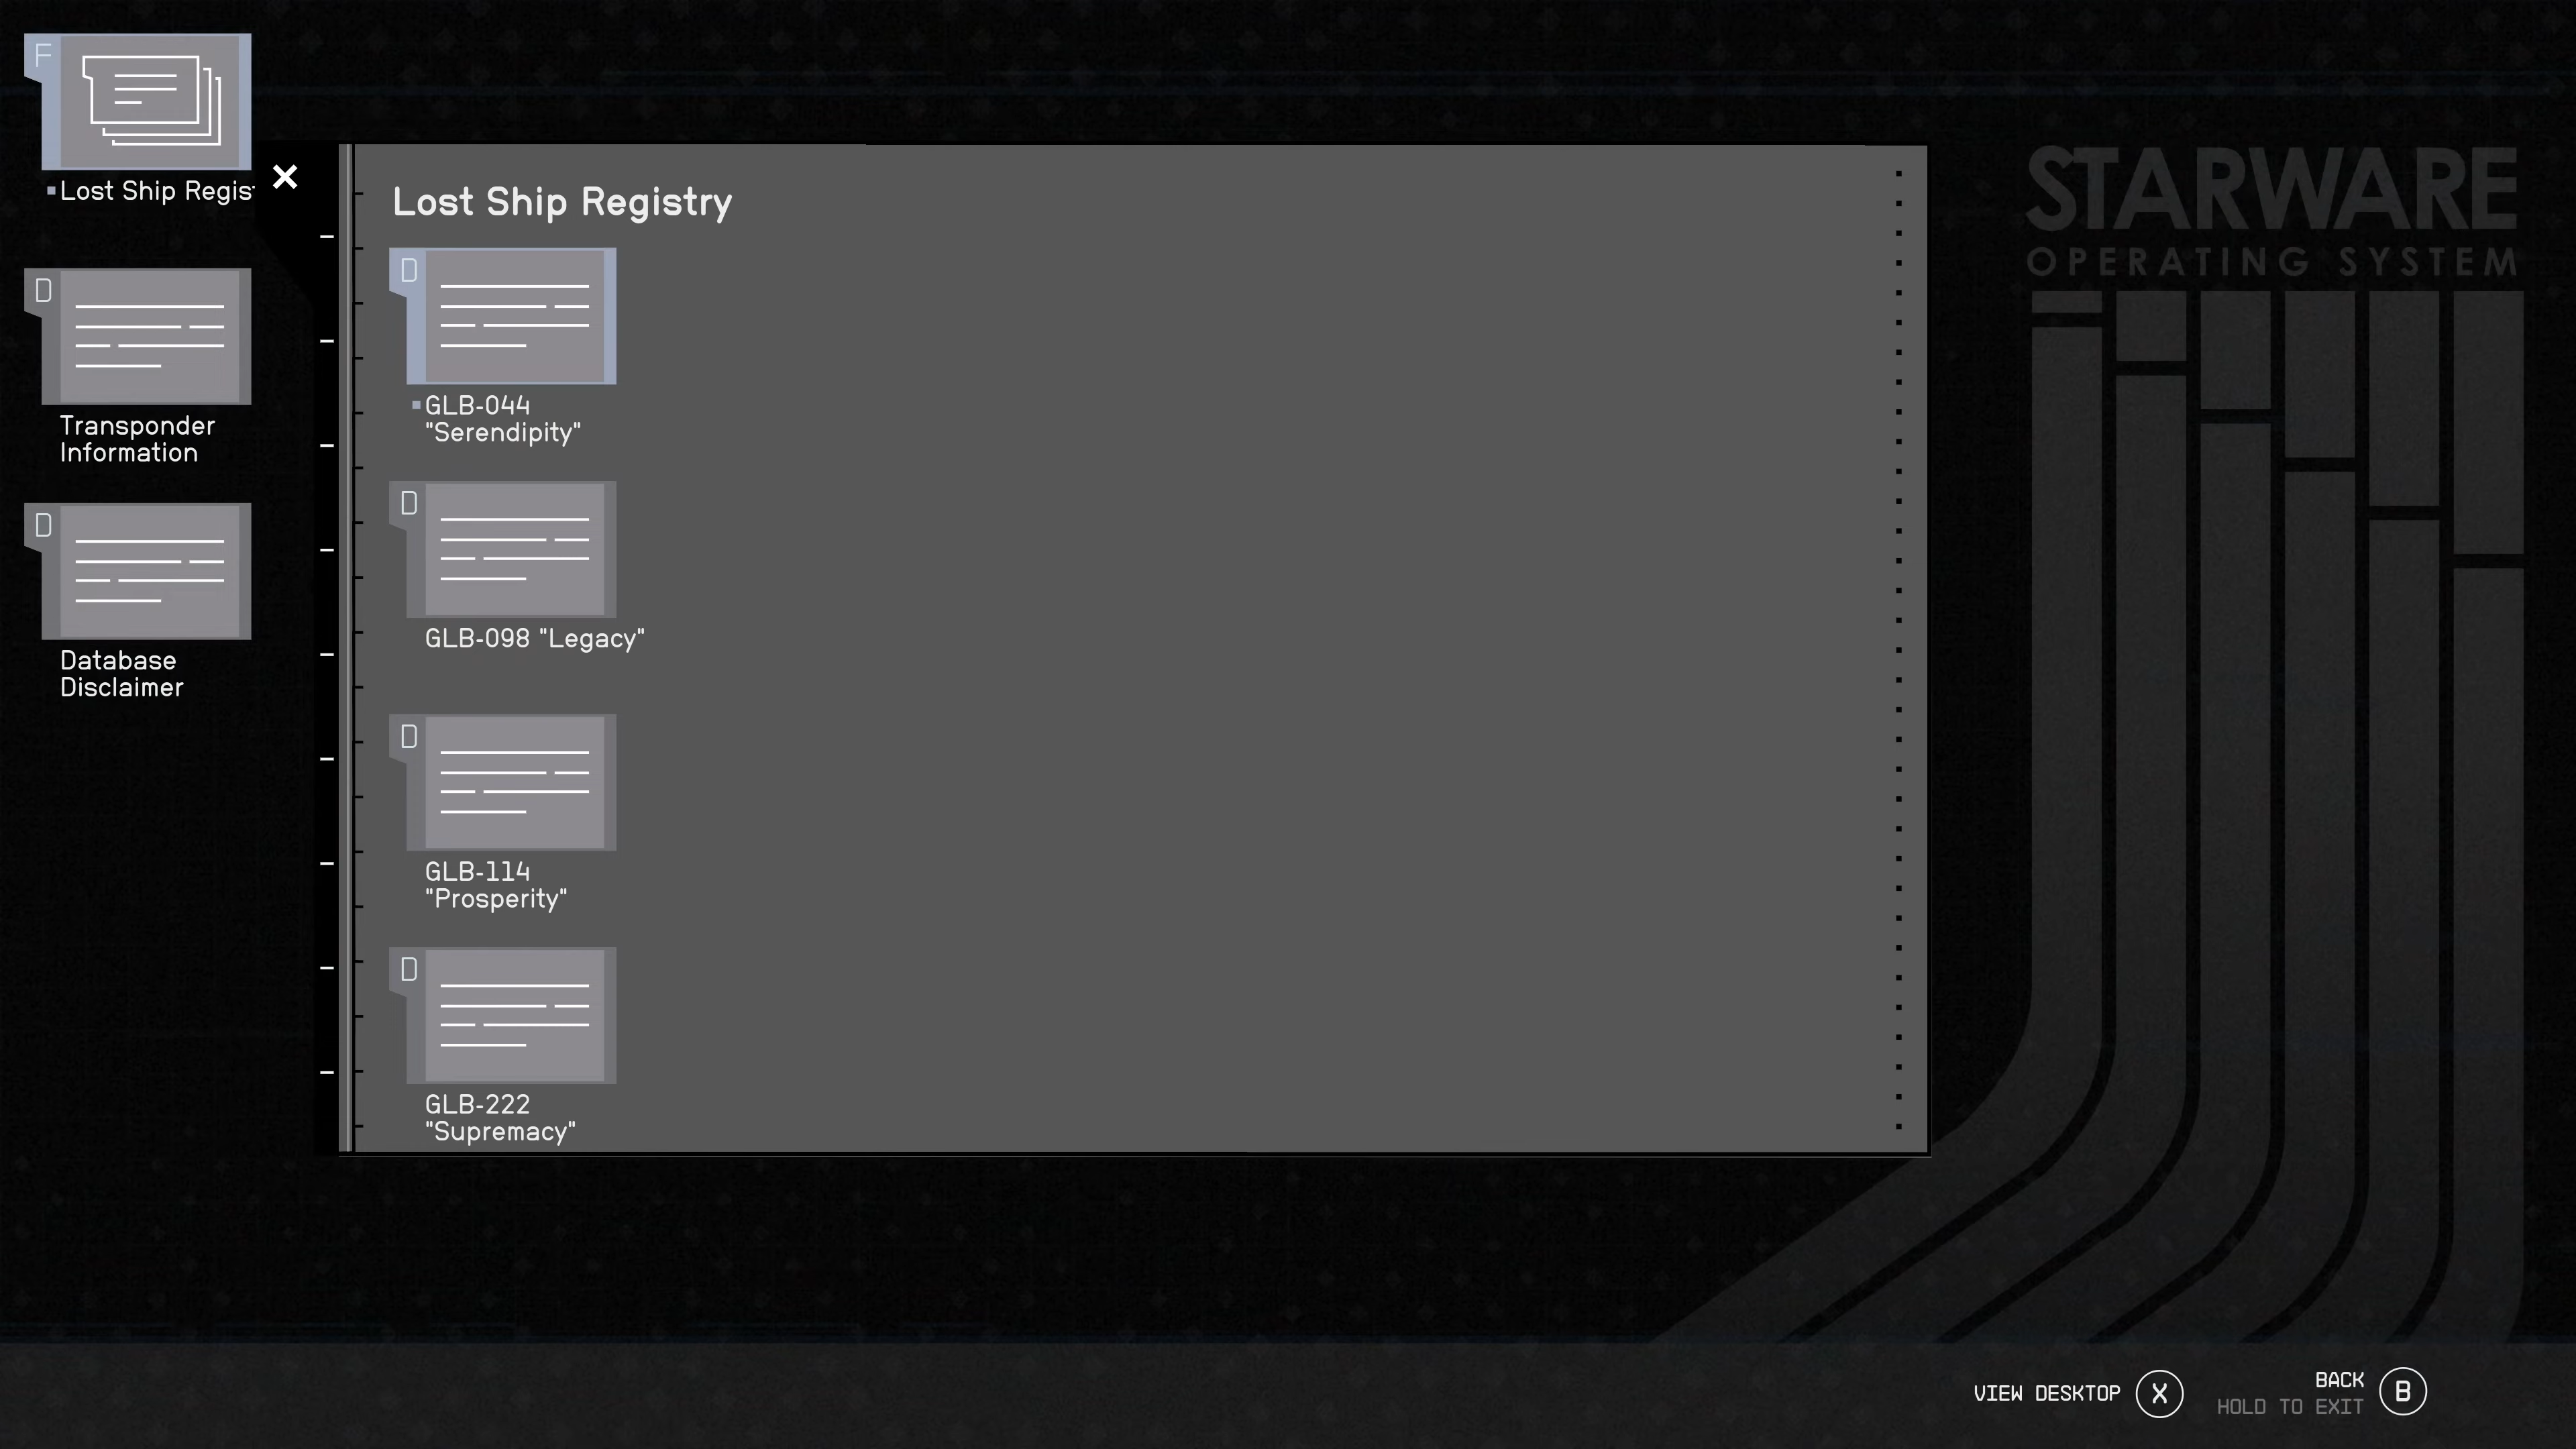 F
Lost Ship Regis
D
Transponder
Information
D
Database
Disclaimer
Lost Ship Registry
D
GLB-044
"Serendipity"
D
GLB-098 "Legacy"
D
GLB-114
"Prosperity"
D
GLB-222
"Supremacy"
STARWARE
OPERATING SYSTEM
VIEW DESKTOP X
BACK B
HOLD TO EXIT